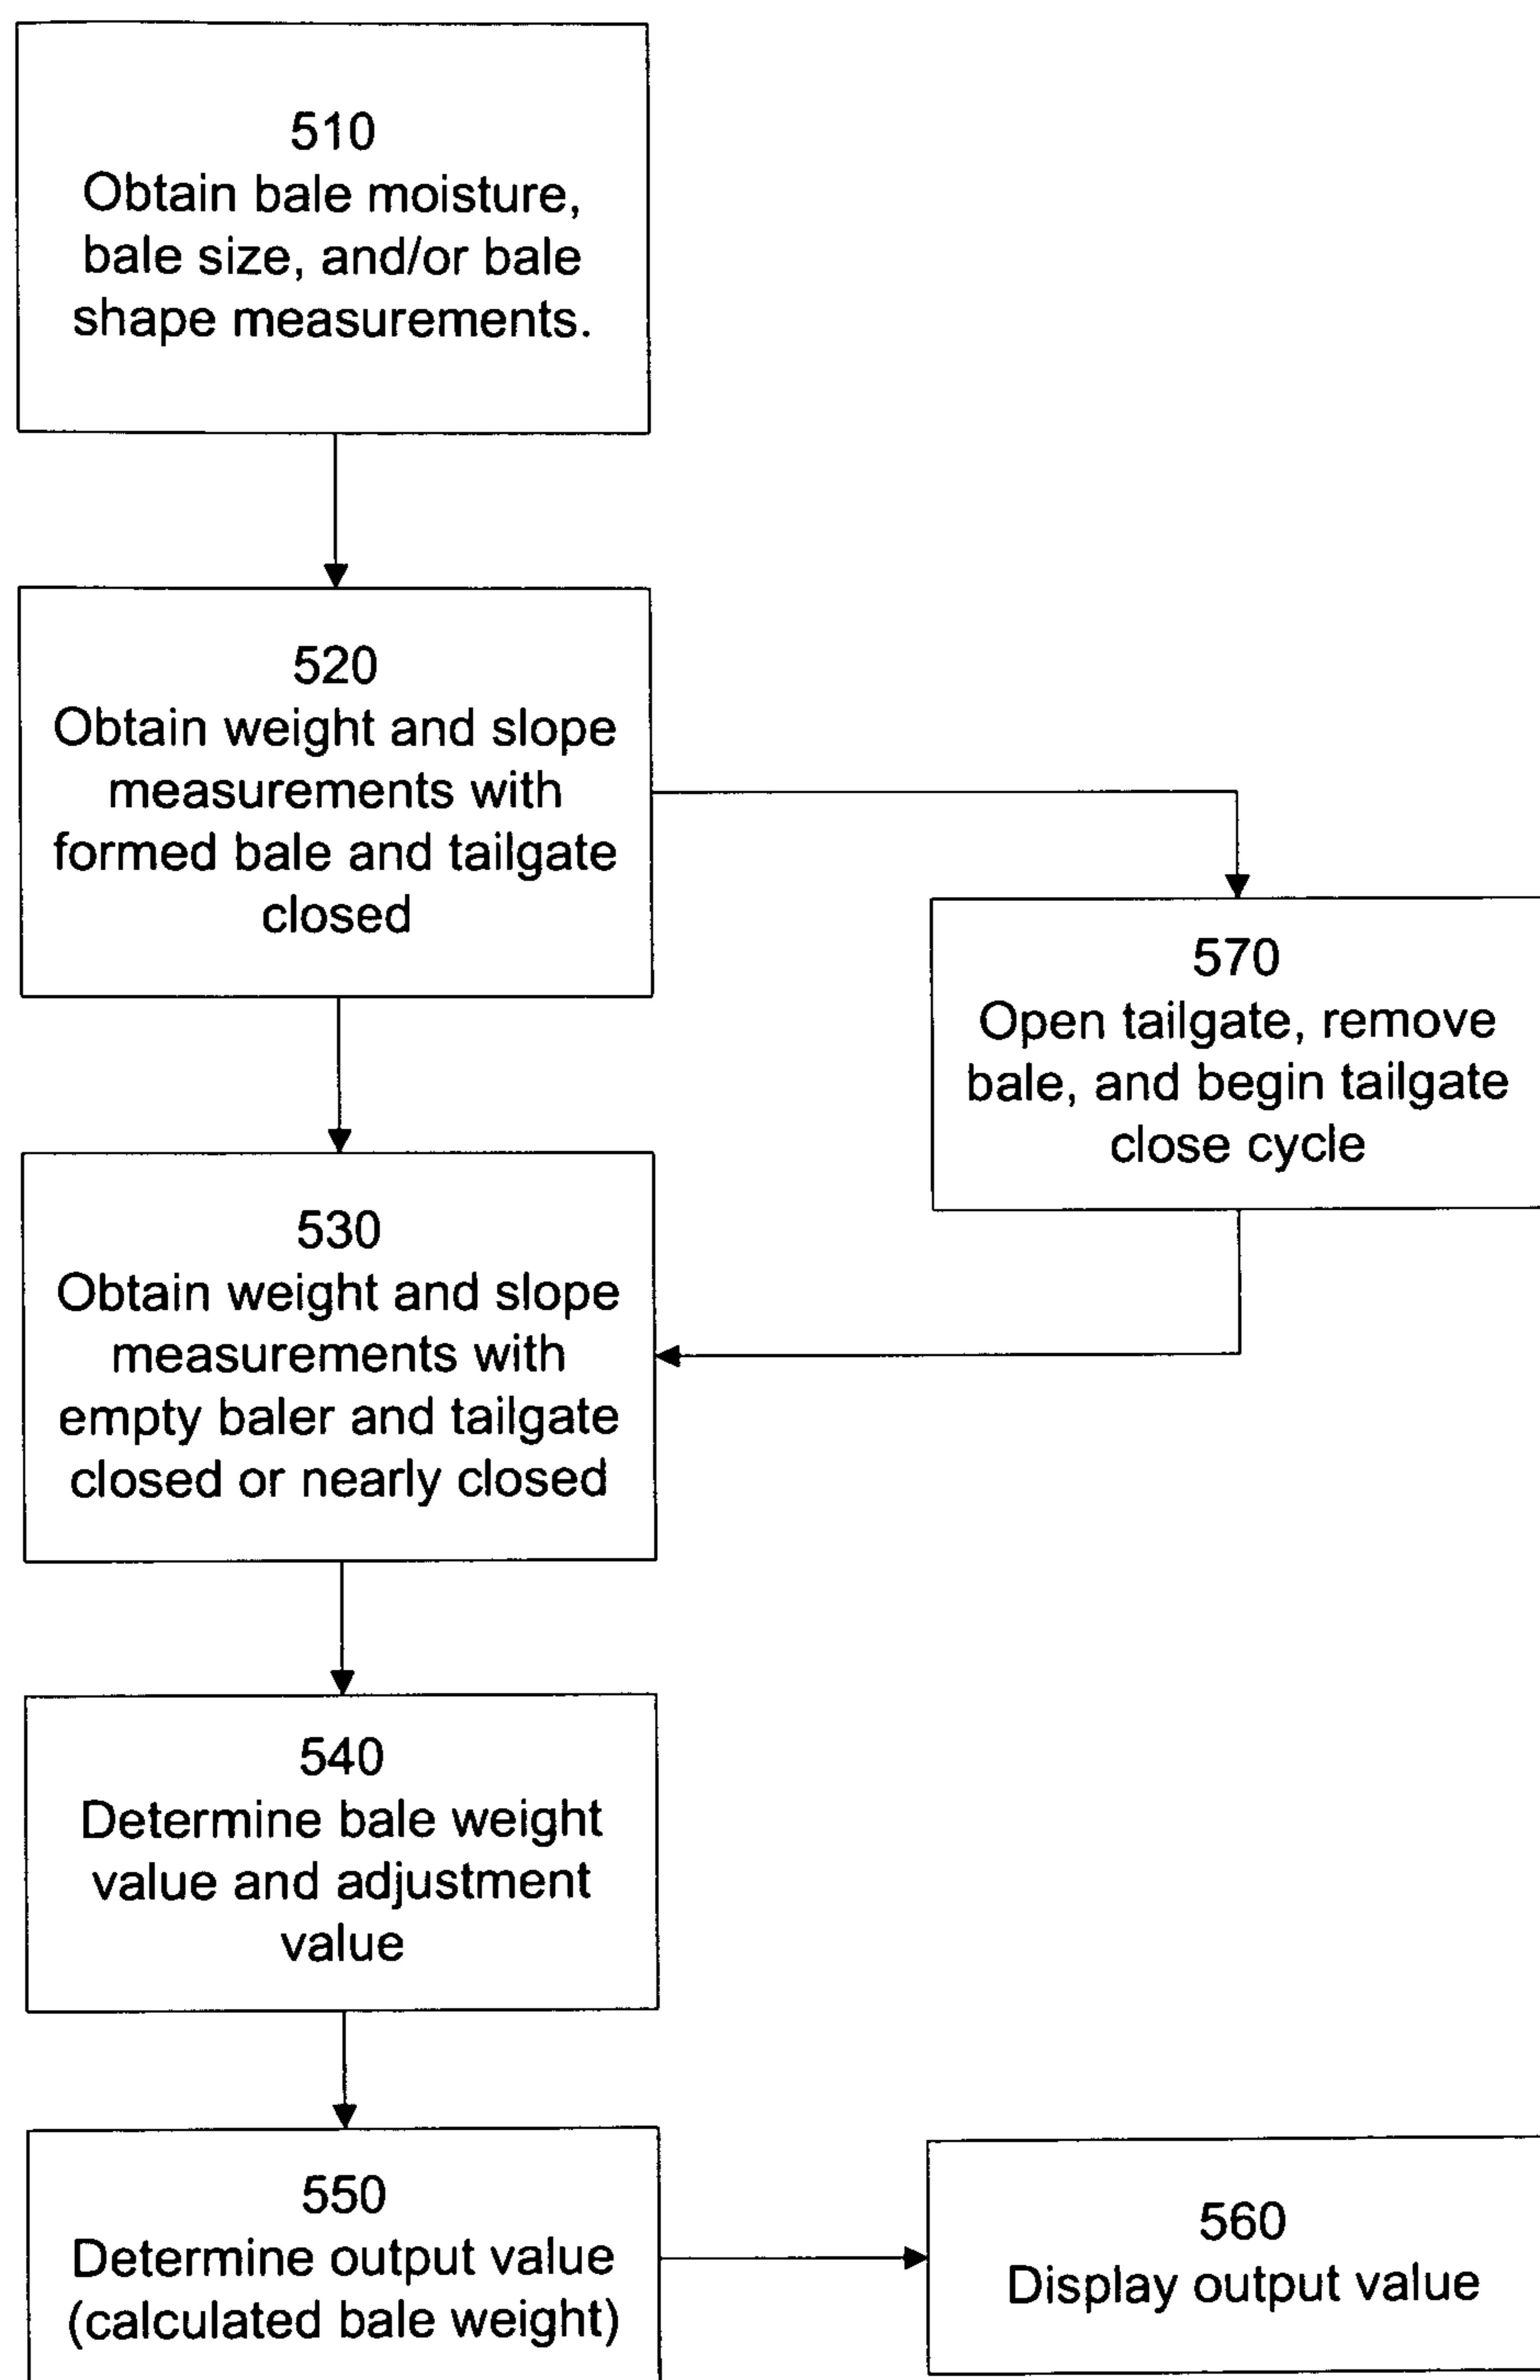 510
Obtain bale moisture,
bale size, and/or bale
shape measurements.
520
Obtain weight and slope
measurements with
formed bale and tailgate
closed
570
Open tailgate, remove
bale, and begin tailgate
close cycle
530
Obtain weight and slope
measurements with
empty baler and tailgate
closed or nearly closed
540
Determine bale weight
value and adjustment
value
550
Determine output value
(calculated bale weight)
560
Display output value